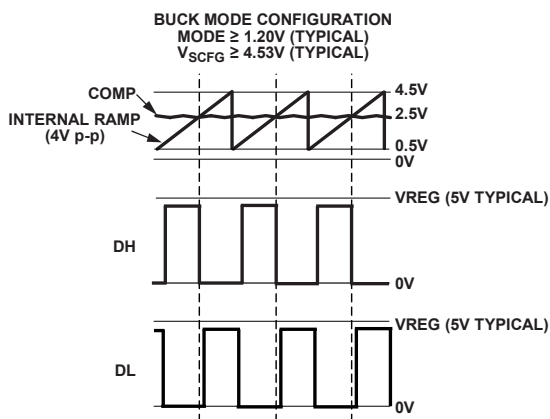 BUCK MODE CONFIGURATION
MODE ≥ 1.20V (TYPICAL)
VSCFG ≥ 4.53V (TYPICAL)
COMP
INTERNAL RAMP
(4V p-p)
4.5V
2.5V
0.5V
0V
DH
VREG (5V TYPICAL)
0V
DL
VREG (5V TYPICAL)
0V